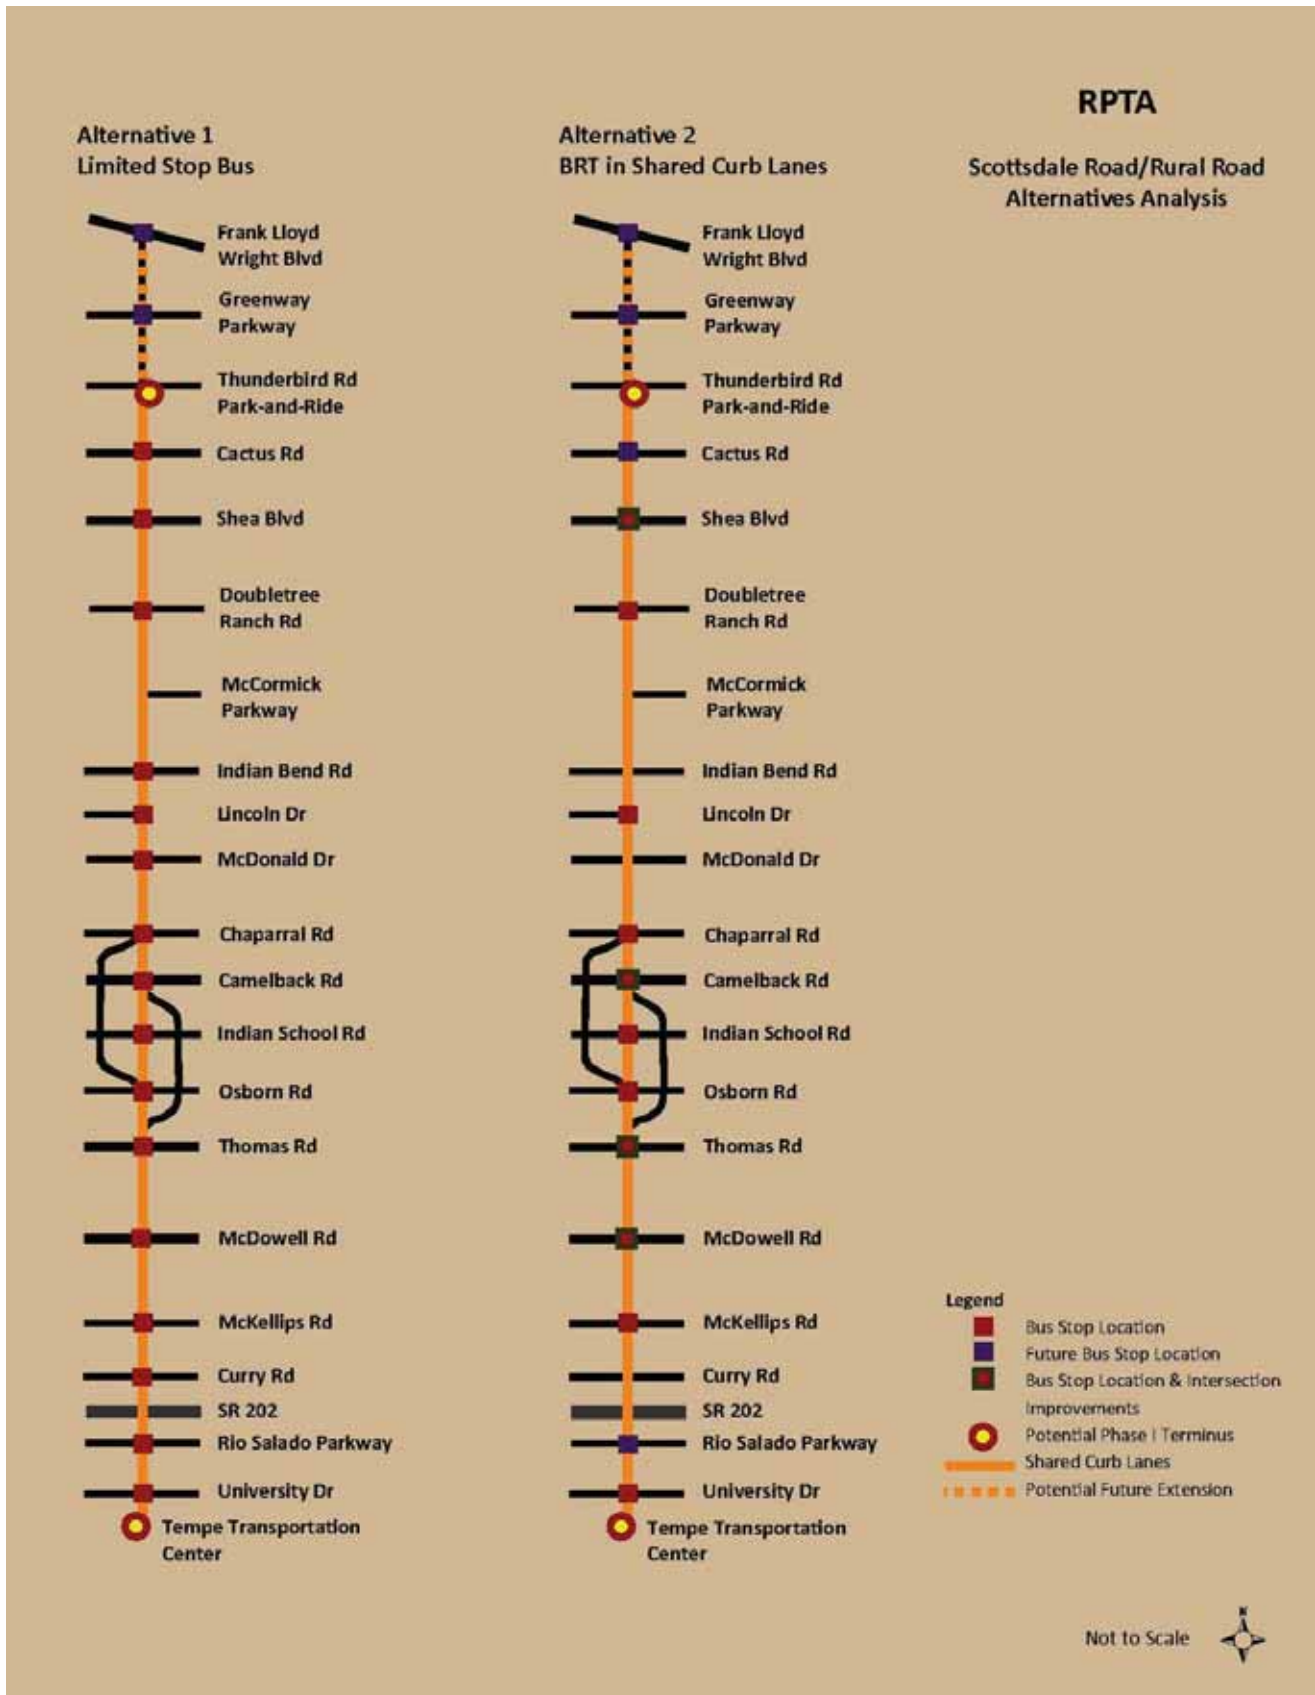 RPTA
Scottsdale Road/Rural Road
Alternatives Analysis
Alternative 1
Limited Stop Bus
Frank Lloyd
Wright Blvd
Greenway
Parkway
Thunderbird Rd
Park-and-Ride
Cactus Rd
Shea Blvd
Doubletree
Ranch Rd
McCormick
Parkway
Indian Bend Rd
Lincoln Dr
McDonald Dr
Chaparral Rd
Camelback Rd
Indian School Rd
Osborn Rd
Thomas Rd
McDowell Rd
McKellips Rd
Curry Rd
SR 202
Rio Salado Parkway
University Dr
Tempe Transportation
Center
Alternative 2
BRT in Shared Curb Lanes
Frank Lloyd
Wright Blvd
Greenway
Parkway
Thunderbird Rd
Park-and-Ride
Cactus Rd
Shea Blvd
Doubletree
Ranch Rd
McCormick
Parkway
Indian Bend Rd
Lincoln Dr
McDonald Dr
Chaparral Rd
Camelback Rd
Indian School Rd
Osborn Rd
Thomas Rd
McDowell Rd
McKellips Rd
Curry Rd
SR 202
Rio Salado Parkway
University Dr
Tempe Transportation
Center
Legend
Bus Stop Location
Future Bus Stop Location
Bus Stop Location & Intersection
Improvements
Potential Phase I Terminus
Shared Curb Lanes
Potential Future Extension
N
Not to Scale